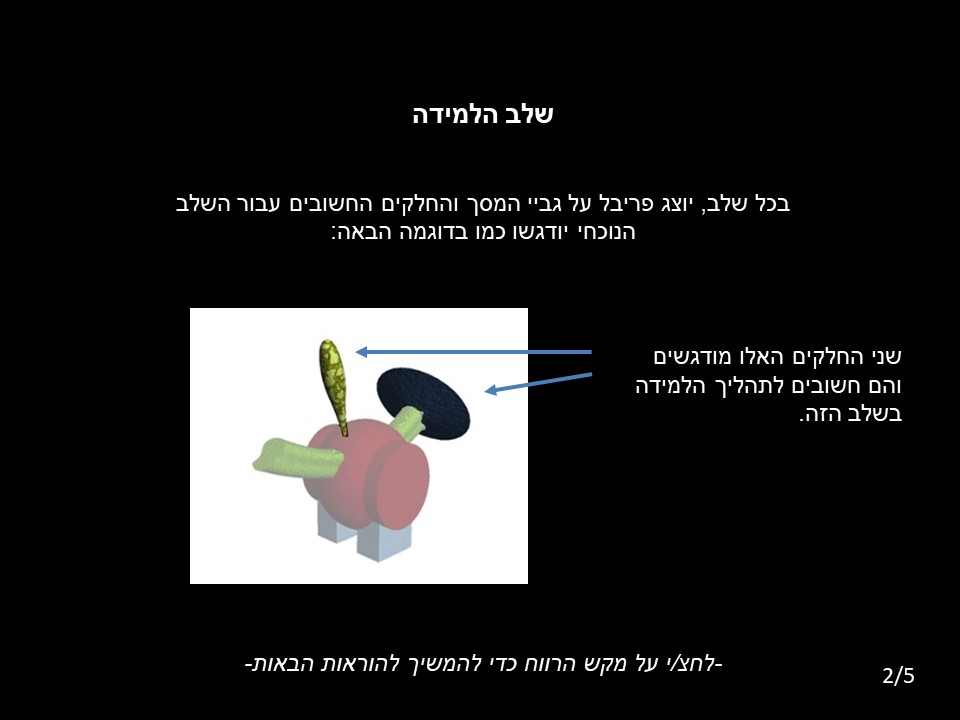 שלב הלמידה
בכל שלב, יוצג פריבל על גביי המסך והחלקים החשובים עבור השלב
הנוכחי יודגשו כמו בדוגמה הבאה:
שני החלקים האלו מודגשים
והם חשובים לתהליך הלמידה
בשלב הזה.
-לחצ/י על מקש הרווח כדי להמשיך להוראות הבאות-
2/5